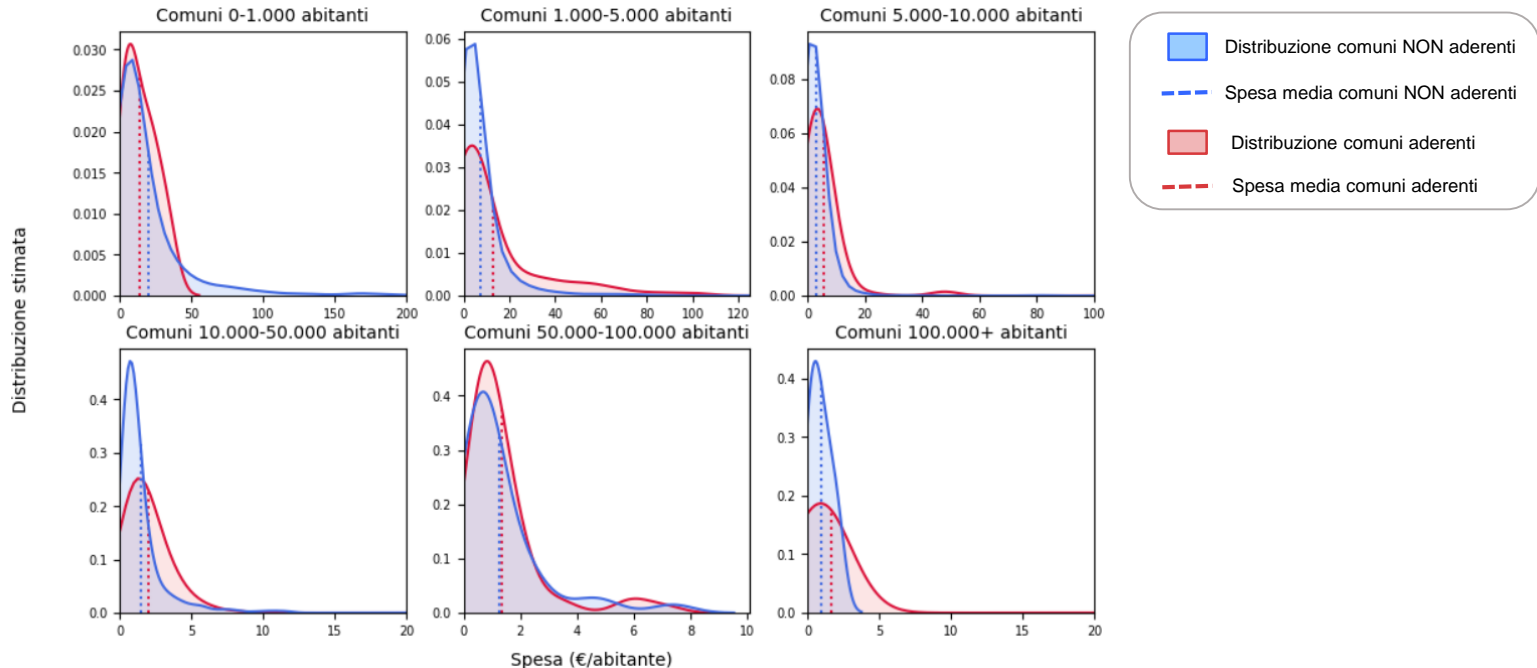 Comuni 0-1.000 abitanti
Comuni 1.000-5.000 abitanti
Comuni 5.000-10.000 abitanti
0.030
0.025
0.020
0.015
0.010
0.005
0.000
0 50 100 150 200
0.06
0.05
0.04
0.03
0.02
0.01
0.00
0 20 40 60 80 100 120
0.08
0.06
0.04
0.02
0.00
0 20 40 60 80 100
Distribuzione comuni NON aderenti
Spesa media comuni NON aderenti
Distribuzione comuni aderenti
Spesa media comuni aderenti
Distribuzione stimata
Comuni 10.000-50.000 abitanti
Comuni 50.000-100.000 abitanti
Comuni 100.000+ abitanti
0.4
0.3
0.2
0.1
0.0
0 5 10 15 20
0.4
0.3
0.2
0.1
0.0
0 2 4 6 8 10
0.4
0.3
0.2
0.1
0.0
0 5 10 15 20
Spesa (€/abitante)